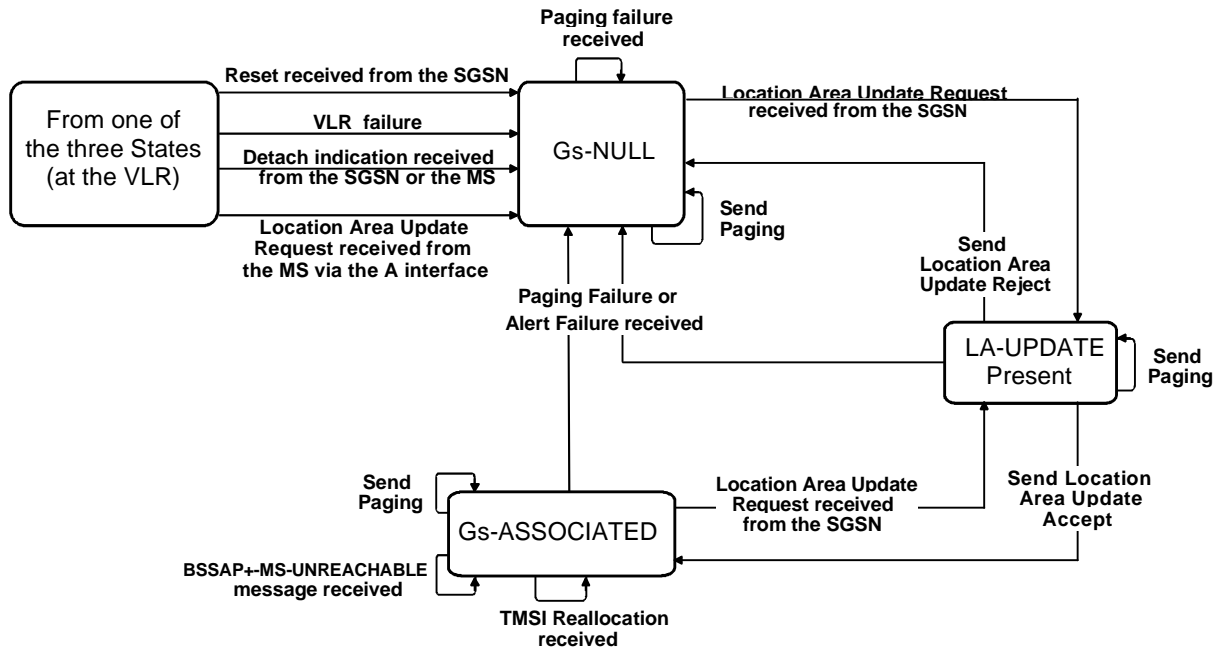 Paging failure
received
Reset received from the SGSN
Location Area Update Request
received from the SGSN
From one of
the three States
(at the VLR)
VLR failure
Detach indication received
from the SGSN or the MS
Gs-NULL
Location Area Update
Request received from
the MS via the A interface
Send
Paging
Send
Location Area
Update Reject
Paging Failure or
Alert Failure received
LA-UPDATE
Present
Send
Paging
Send
Paging
Gs-ASSOCIATED
Location Area Update
Request received
from the SGSN
Send Location
Area Update
Accept
BSSAP+-MS-UNREACHABLE
message received
TMSI Reallocation
received